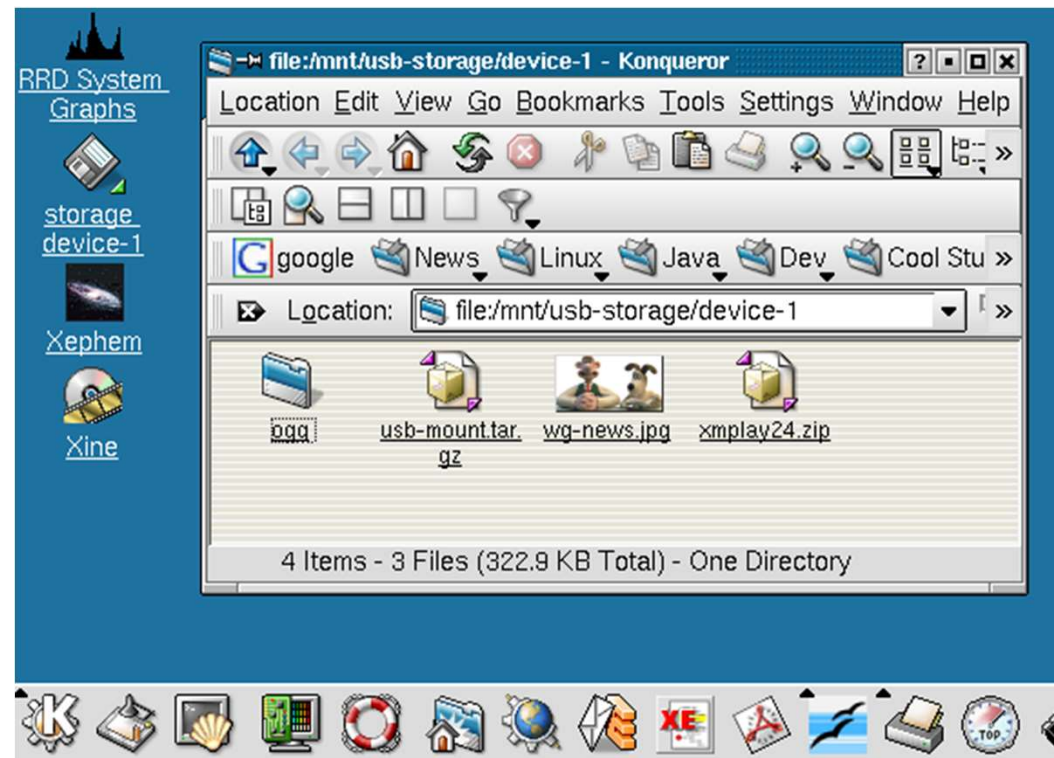 RRD System
Graphs
storage
device-1
Xephem
Xine
file:/mnt/usb-storage/device-1 - Konqueror
Location Edit View Go Bookmarks Tools Settings Window Help
google News Linux Java Dev Cool Stu
Location: file:/mnt/usb-storage/device-1
ogg usb-mount.tar.gz wg-news.jpg xmplay24.zip
4 Items - 3 Files (322.9 KB Total) - One Directory
K XE TOP